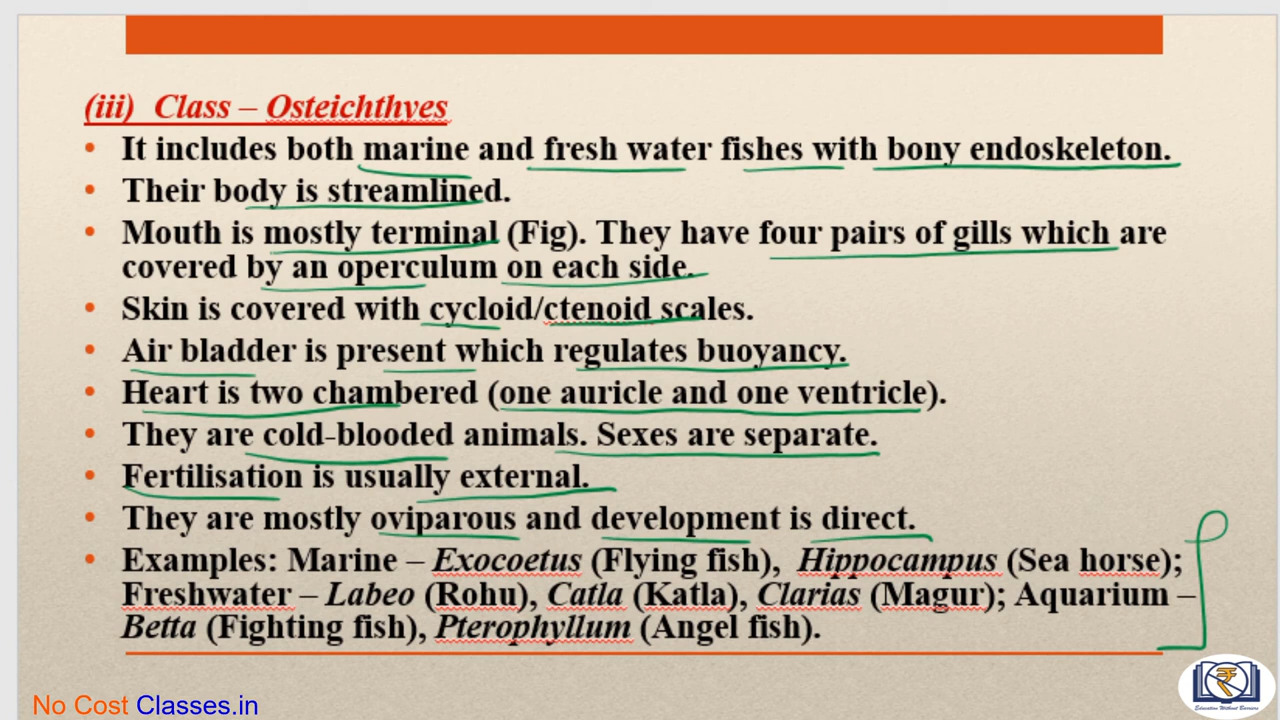 (iii) Class – Osteichthyes
• It includes both marine and fresh water fishes with bony endoskeleton.
• Their body is streamlined.
• Mouth is mostly terminal (Fig). They have four pairs of gills which are
covered by an operculum on each side.
• Skin is covered with cycloid/ctenoid scales.
• Air bladder is present which regulates buoyancy.
• Heart is two chambered (one auricle and one ventricle).
• They are cold-blooded animals. Sexes are separate.
• Fertilisation is usually external.
• They are mostly oviparous and development is direct.
• Examples: Marine – Exocoetus (Flying fish), Hippocampus (Sea horse);
Freshwater – Labeo (Rohu), Catla (Katla), Clarias (Magur); Aquarium –
Betta (Fighting fish), Pterophyllum (Angel fish).
No Cost Classes.in
Education Without Barriers